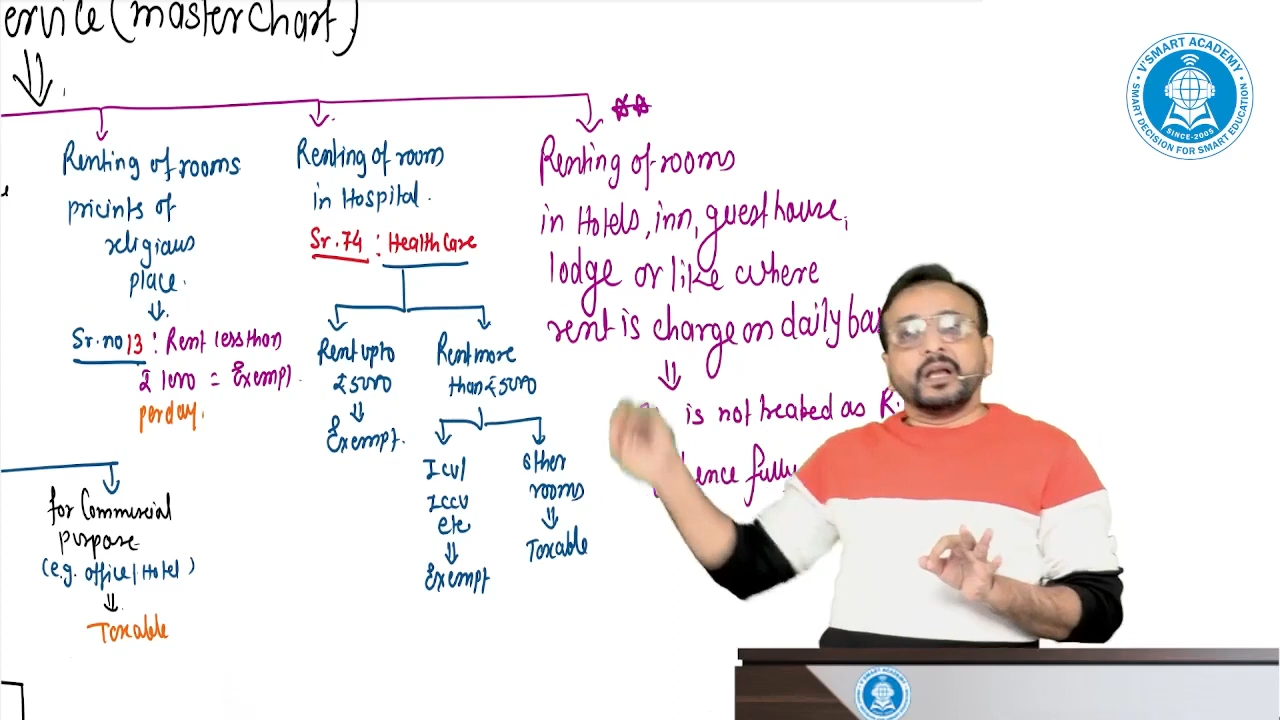 ervice (masterchart)
Renting of rooms
pricints of
religious
place.
Sr.no 13 : Rent less than
₹ 1000 = Exempt.
per day.
for Commercial
purpose
(e.g. office / Hotel)
Taxable
Renting of room
in Hospital.
Sr. 74 : HealthCare
Rent upto
₹ 5000
Exempt.
Rent more
than ₹ 5000
ICU/
ICCU
etc
Exempt
other
rooms
Taxable
Renting of rooms
in Hotels, inn, guest house,
lodge or like where
rent is charge on daily ba
is not treated as R.
hence fully
V'SMART ACADEMY
SINCE-2005
SMART DECISION FOR SMART EDUCATION